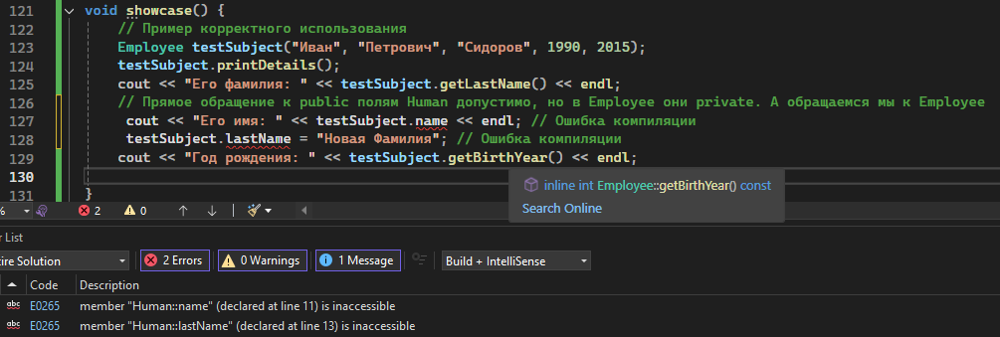 121 void showcase() {
122 // Пример корректного использования
123 Employee testSubject("Иван", "Петрович", "Сидоров", 1990, 2015);
124 testSubject.printDetails();
125 cout << "Его фамилия: " << testSubject.getLastName() << endl;
126 // Прямое обращение к public полям Human допустимо, но в Employee они private. А обращаемся мы к Employee
127 cout << "Его имя: " << testSubject.name << endl; // Ошибка компиляции
128 testSubject.lastName = "Новая Фамилия"; // Ошибка компиляции
129 cout << "Год рождения: " << testSubject.getBirthYear() << endl;
130
inline int Employee::getBirthYear() const
131 }
Search Online
% 2 0
r List
ire Solution 2 Errors 0 Warnings 1 Message Build + IntelliSense
Code Description
abc E0265 member "Human::name" (declared at line 11) is inaccessible
abc E0265 member "Human::lastName" (declared at line 13) is inaccessible